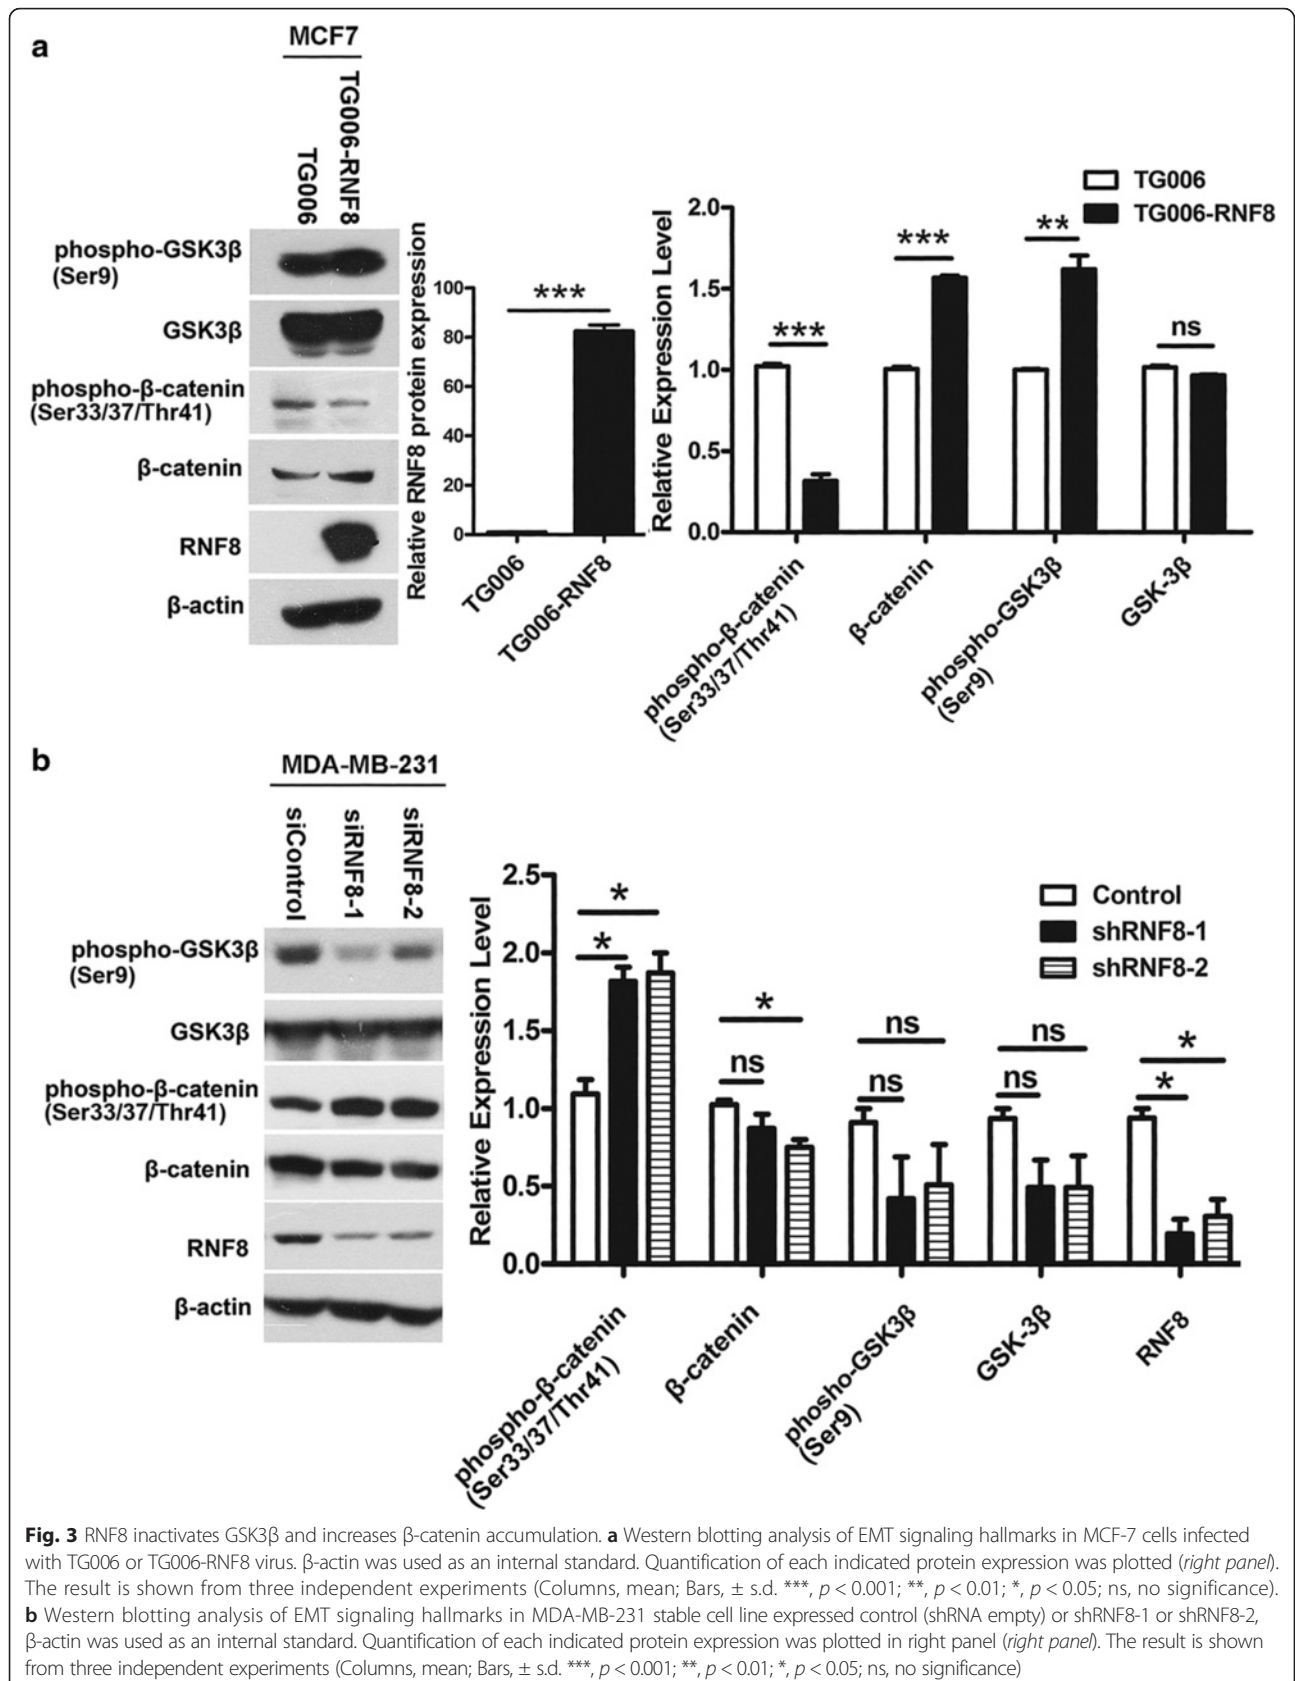 a
MCF7
TG006
TG006-RNF8
phospho-GSK3β
(Ser9)
GSK3β
phospho-β-catenin
(Ser33/37/Thr41)
β-catenin
RNF8
β-actin
Relative RNF8 protein expression
100
80
60
40
20
0
***
TG006
TG006-RNF8
Relative Expression Level
2.0
1.5
1.0
0.5
0.0
TG006
TG006-RNF8
***
***
**
ns
phospho-β-catenin
(Ser33/37/Thr41)
β-catenin
phospho-GSK3β
(Ser9)
GSK-3β
b
MDA-MB-231
siControl
siRNF8-1
siRNF8-2
phospho-GSK3β
(Ser9)
GSK3β
phospho-β-catenin
(Ser33/37/Thr41)
β-catenin
RNF8
β-actin
Relative Expression Level
2.5
2.0
1.5
1.0
0.5
0.0
Control
shRNF8-1
shRNF8-2
*
*
*
ns
ns
ns
ns
ns
*
*
phospho-β-catenin
(Ser33/37/Thr41)
β-catenin
phosho-GSK3β
(Ser9)
GSK-3β
RNF8
Fig. 3 RNF8 inactivates GSK3β and increases β-catenin accumulation. a Western blotting analysis of EMT signaling hallmarks in MCF-7 cells infected
with TG006 or TG006-RNF8 virus. β-actin was used as an internal standard. Quantification of each indicated protein expression was plotted (right panel).
The result is shown from three independent experiments (Columns, mean; Bars, ± s.d. ***, p < 0.001; **, p < 0.01; *, p < 0.05; ns, no significance).
b Western blotting analysis of EMT signaling hallmarks in MDA-MB-231 stable cell line expressed control (shRNA empty) or shRNF8-1 or shRNF8-2,
β-actin was used as an internal standard. Quantification of each indicated protein expression was plotted in right panel (right panel). The result is shown
from three independent experiments (Columns, mean; Bars, ± s.d. ***, p < 0.001; **, p < 0.01; *, p < 0.05; ns, no significance)